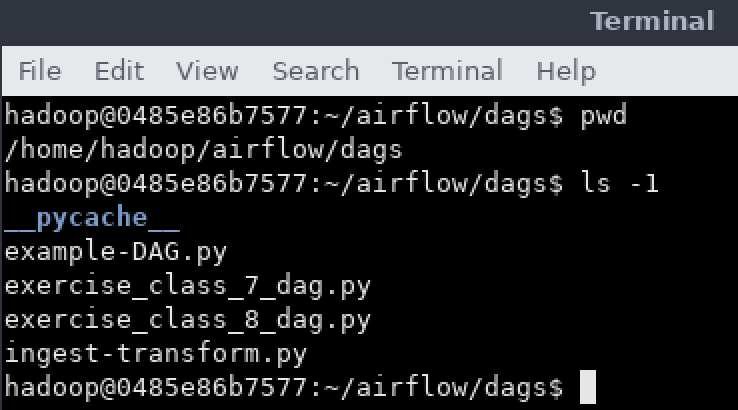 Terminal
File Edit View Search Terminal Help
hadoop@0485e86b7577:~/airflow/dags$ pwd
/home/hadoop/airflow/dags
hadoop@0485e86b7577:~/airflow/dags$ ls -1
__pycache__
example-DAG.py
exercise_class_7_dag.py
exercise_class_8_dag.py
ingest-transform.py
hadoop@0485e86b7577:~/airflow/dags$